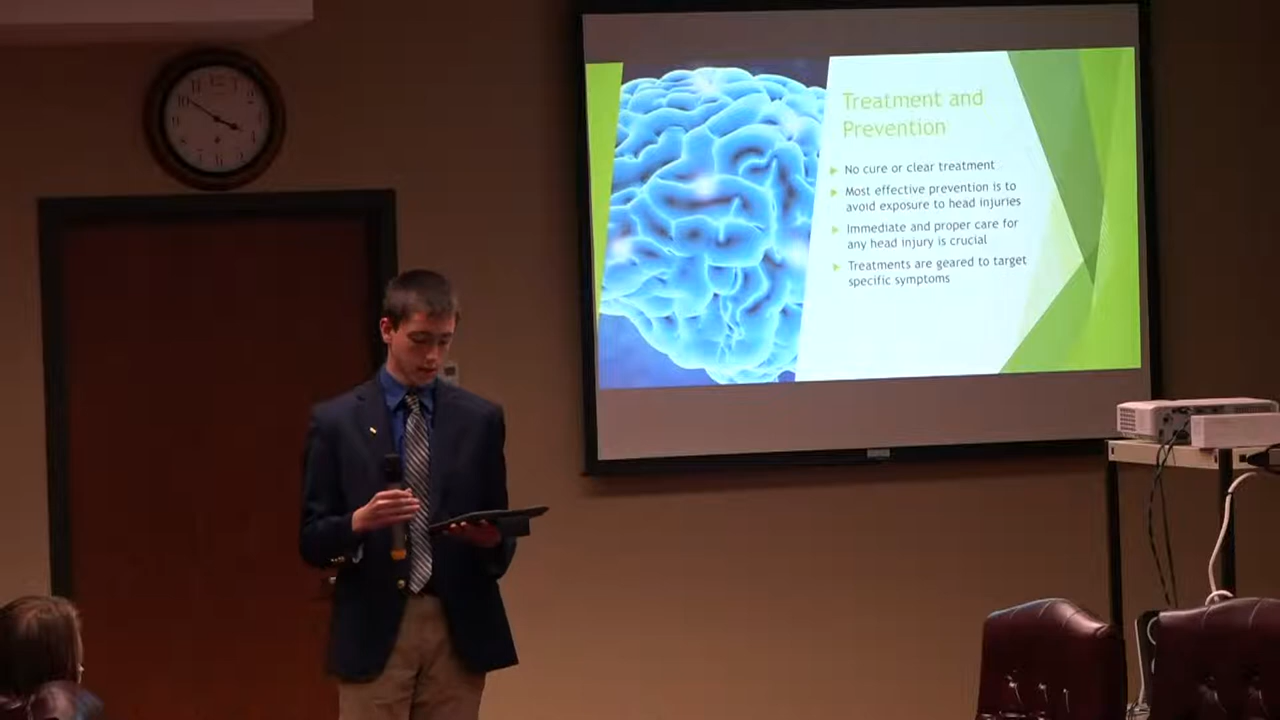 Treatment and
Prevention
No cure or clear treatment
Most effective prevention is to
avoid exposure to head injuries
Immediate and proper care for
any head injury is crucial
Treatments are geared to target
specific symptoms